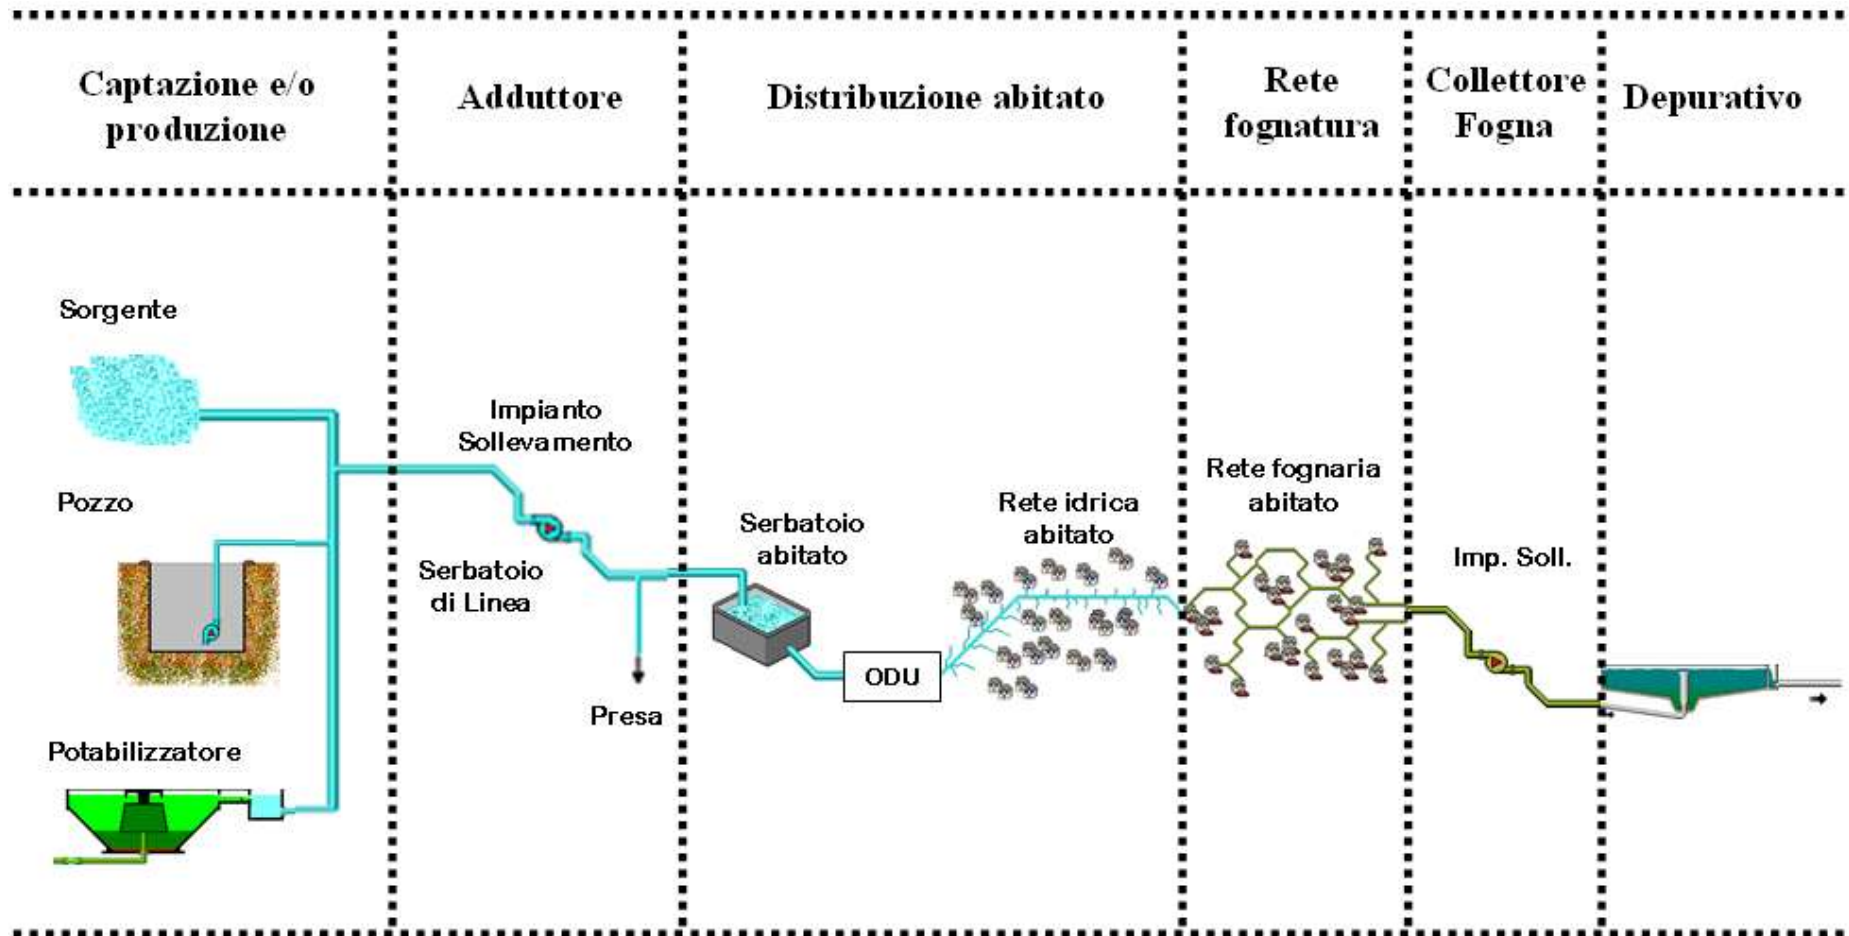 Captazione e/o
produzione
Adduttore
Distribuzione abitato
Rete
fognatura
Collettore
Fogna
Depurativo
Sorgente
Pozzo
Potabilizzatore
Impianto
Sollevamento
Serbatoio
di Linea
Presa
Serbatoio
abitato
ODU
Rete idrica
abitato
Rete fognaria
abitato
Imp. Soll.